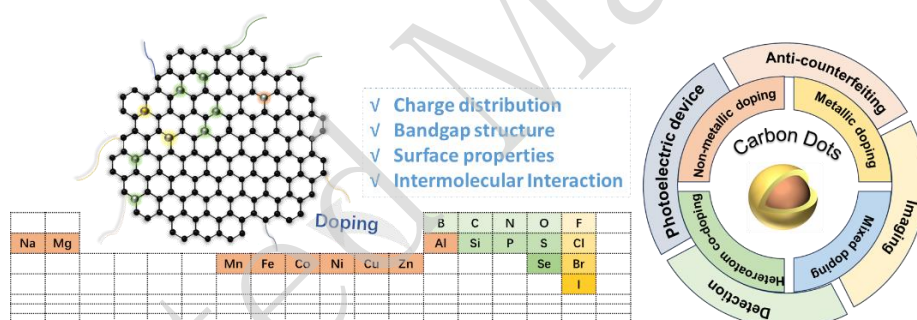 √ Charge distribution
√ Bandgap structure
√ Surface properties
√ Intermolecular Interaction
Doping
B C N O F
Na Mg Al Si P S Cl
Mn Fe Co Ni Cu Zn Se Br
I
Anti-counterfeiting
Photoelectric device
Imaging
Detection
Non-metallic doping
Metallic doping
Heteroatom co-doping
Mixed doping
Carbon Dots